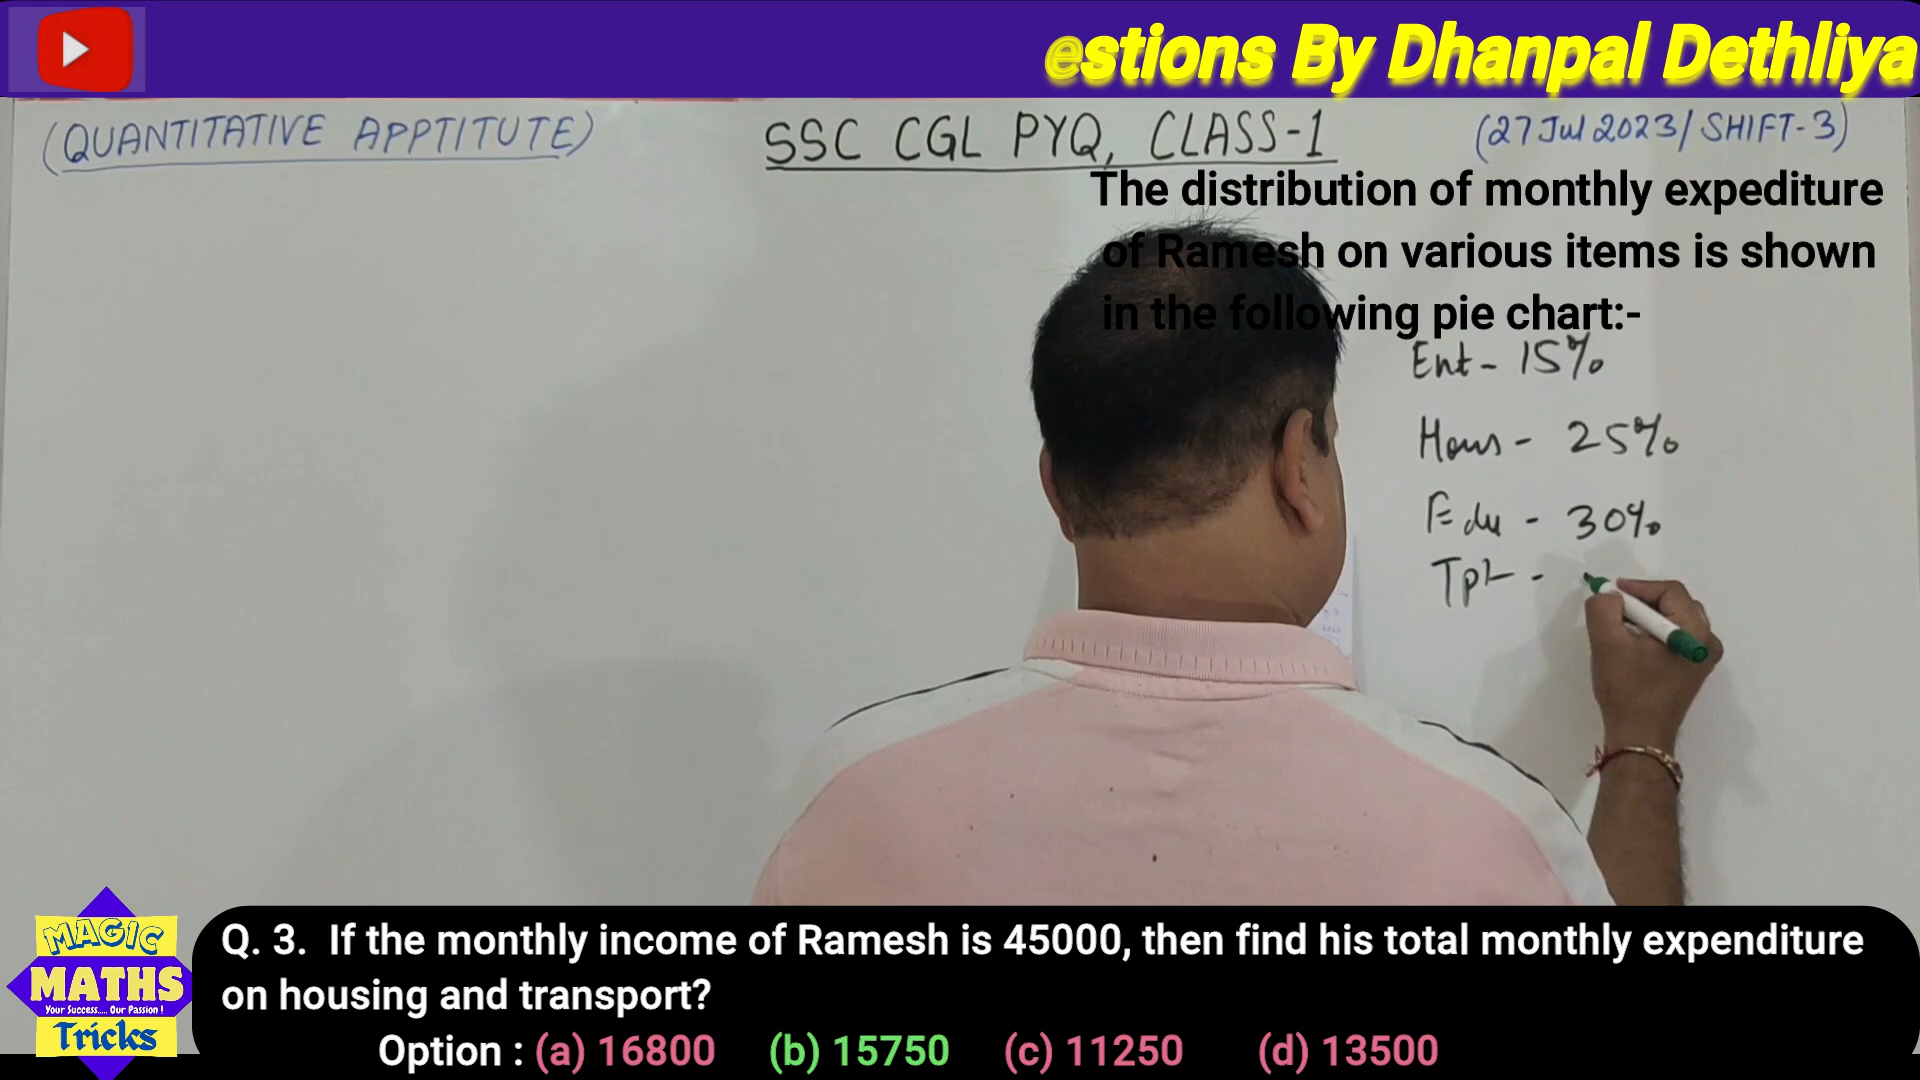 estions By Dhanpal Dethliya
(QUANTITATIVE APPTITUTE)
SSC CGL PYQ, CLASS-1
(27 Jul 2023/ SHIFT-3)
The distribution of monthly expediture
of Ramesh on various items is shown
in the following pie chart:-
Ent - 15%
Hous - 25%
Edu - 30%
Tpt -
MAGIC
MATHS
Your Success..... Our Passion !
Tricks
Q. 3. If the monthly income of Ramesh is 45000, then find his total monthly expenditure
on housing and transport?
Option : (a) 16800 (b) 15750 (c) 11250 (d) 13500